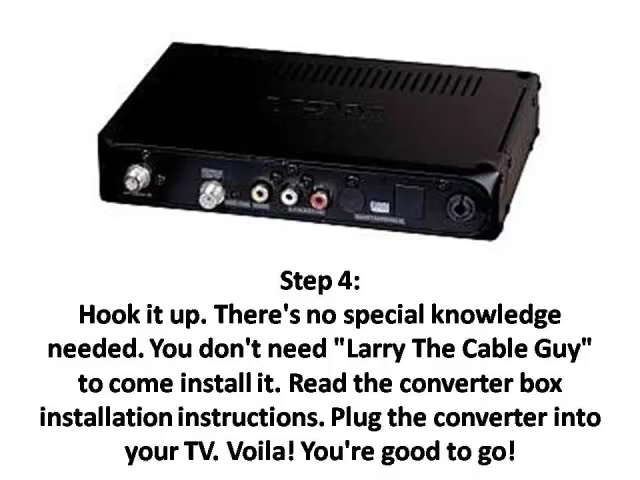 Step 4:
Hook it up. There's no special knowledge
needed. You don't need "Larry The Cable Guy"
to come install it. Read the converter box
installation instructions. Plug the converter into
your TV. Voila! You're good to go!